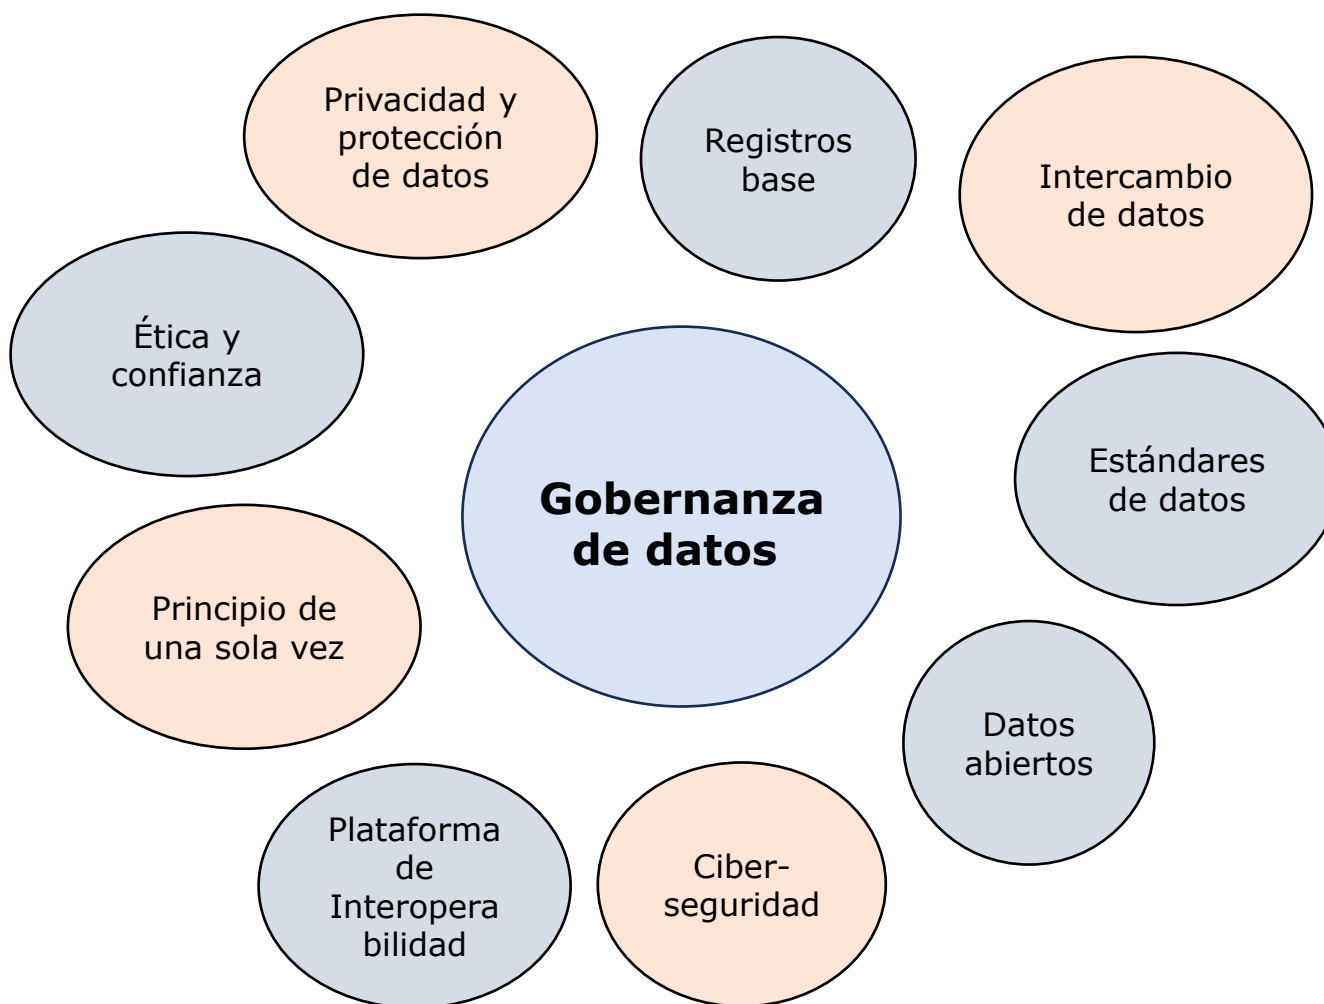 Privacidad y
protección
de datos
Registros
base
Intercambio
de datos
Ética y
confianza
Gobernanza
de datos
Estándares
de datos
Principio de
una sola vez
Datos
abiertos
Plataforma
de
Interopera
bilidad
Ciber-
seguridad